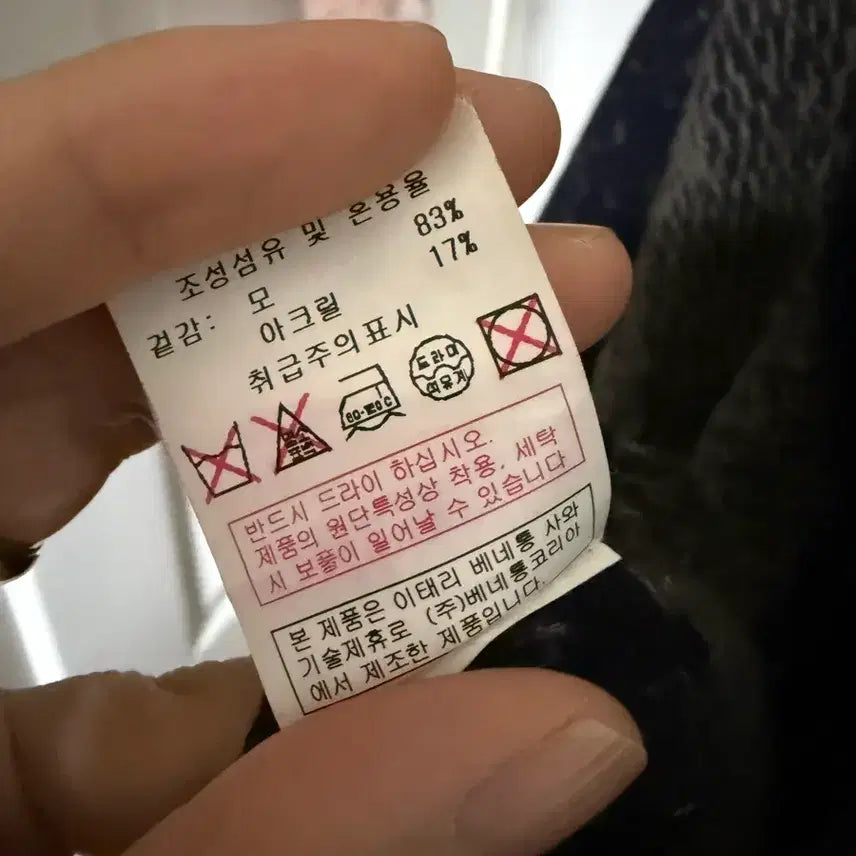 조성섬유 및 온용율
겉감: 모 83%
아크릴 17%
취급주의표시
드라이
석유계
반드시 드라이 하십시오.
제품의 원단특성상 착용, 세탁
시 보풀이 일어날 수 있습니다
본 제품은 이태리 베네통 사와
기술제휴로 (주)베네통코리아
에서 제조한 제품입니다.